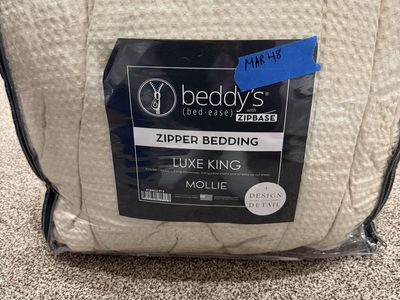 MAR 48
beddy's®
(bed·ease) with ZIPBASE
ZIPPER BEDDING
LUXE KING
MOLLIE
+
DESIGN
DETAIL